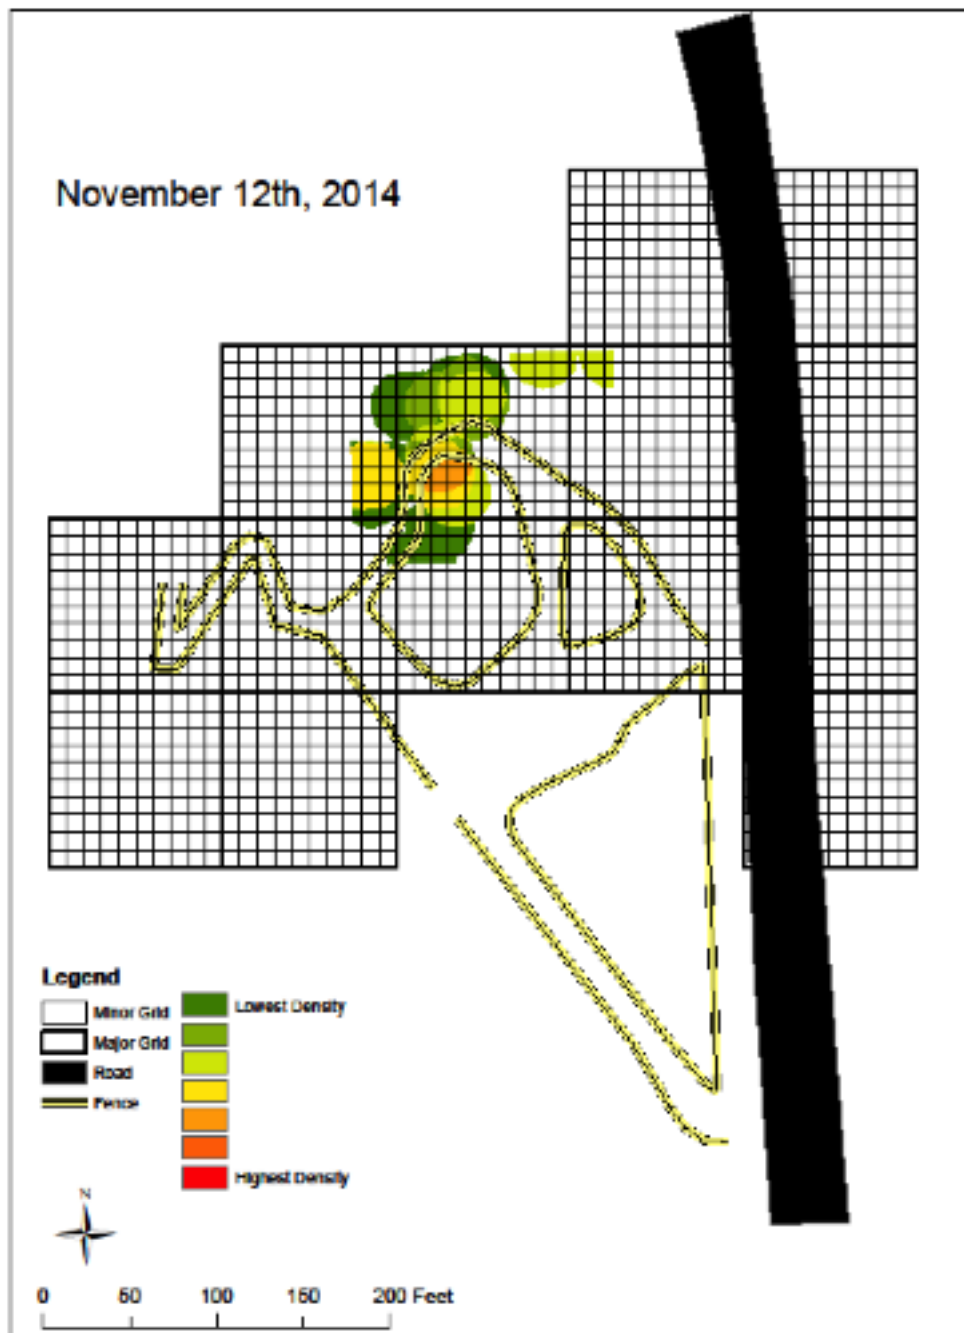 November 12th, 2014
Legend
Minor Grid
Major Grid
Road
Fence
Lowest Density
Highest Density
N
0 50 100 150 200 Feet